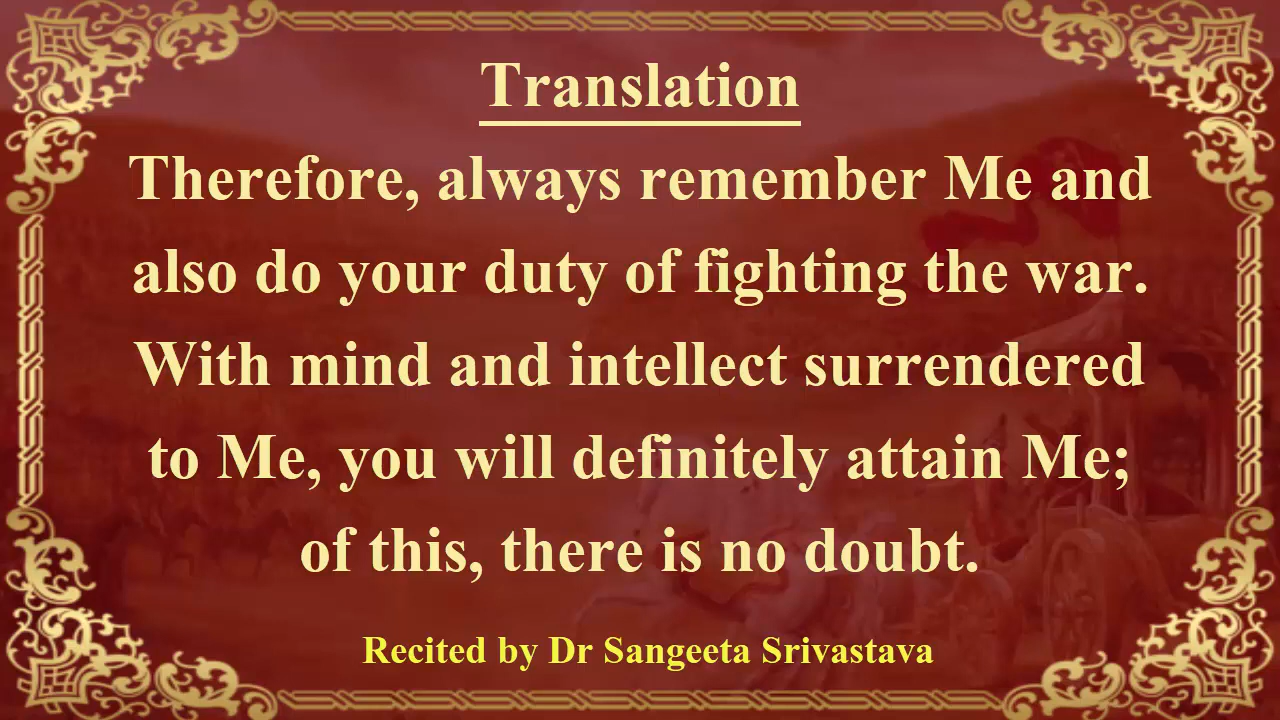 Translation
Therefore, always remember Me and
also do your duty of fighting the war.
With mind and intellect surrendered
to Me, you will definitely attain Me;
of this, there is no doubt.
Recited by Dr Sangeeta Srivastava